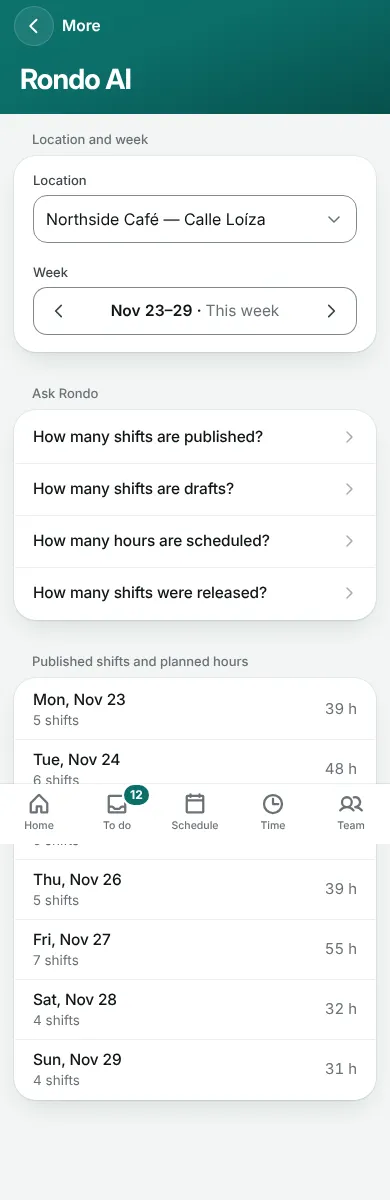 More
Rondo AI
Location and week
Location
Northside Café — Calle Loíza
Week
Nov 23–29 · This week
Ask Rondo
How many shifts are published?
How many shifts are drafts?
How many hours are scheduled?
How many shifts were released?
Published shifts and planned hours
Mon, Nov 23
5 shifts
39 h
Tue, Nov 24
6 shifts
48 h
12
Home
To do
Schedule
Time
Team
shifts
Thu, Nov 26
5 shifts
39 h
Fri, Nov 27
7 shifts
55 h
Sat, Nov 28
4 shifts
32 h
Sun, Nov 29
4 shifts
31 h